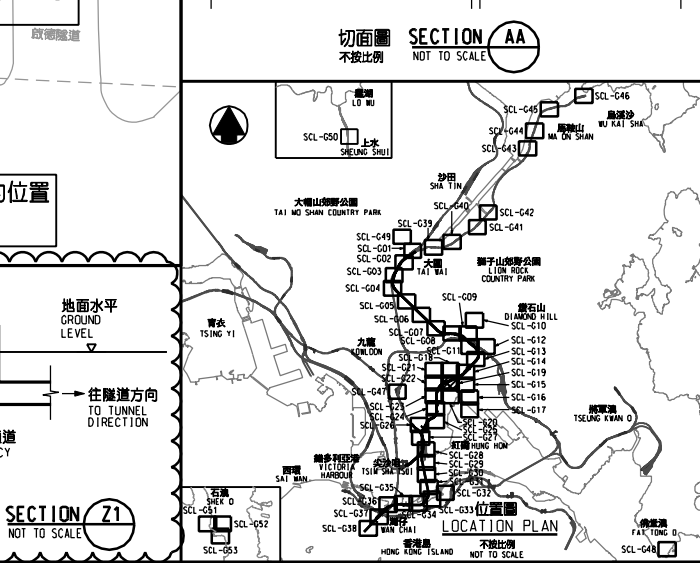 啟德隧道
切面圖 SECTION AA
不按比例 NOT TO SCALE
位置
地面水平
GROUND
LEVEL
往隧道方向
TO TUNNEL
DIRECTION
SECTION Z1
NOT TO SCALE
LO WU
SCL-G50
上水
SHEUNG SHUI
SCL-G46
SCL-G45
烏溪沙
WU KAI SHA
SCL-G44
馬鞍山
MA ON SHAN
SCL-G43
沙田
SHA TIN
大帽山郊野公園
TAI MO SHAN COUNTRY PARK
SCL-G40
SCL-G42
SCL-G39
SCL-G41
SCL-G49
SCL-G01
SCL-G02
大圍
TAI WAI
獅子山郊野公園
LION ROCK
COUNTRY PARK
SCL-G03
SCL-G04
SCL-G05
SCL-G09
鑽石山
DIAMOND HILL
SCL-G06
SCL-G10
青衣
TSING YI
SCL-G07
SCL-G08
九龍
KOWLOON
SCL-G11
SCL-G12
SCL-G13
SCL-G18
SCL-G14
SCL-G21
SCL-G19
SCL-G22
SCL-G15
SCL-G47
SCL-G16
SCL-G23
SCL-G17
SCL-G24
將軍澳
TSEUNG KWAN O
SCL-G26
SCL-G20
SCL-G25
SCL-G27
紅磡 HUNG HOM
SCL-G28
維多利亞港
VICTORIA
HARBOUR
TSIM SHA TSUI
SCL-G29
SCL-G30
西環
SAI WAN
SCL-G31
SCL-G35
SCL-G32
SCL-G36
SCL-G33
SCL-G37
SCL-G34
SCL-G38
灣仔
WAN CHAI
位置圖
LOCATION PLAN
不按比例
NOT TO SCALE
香港島
HONG KONG ISLAND
石澳
SHEK O
SCL-G51
SCL-G52
SCL-G53
佛堂澳
FAT TONG O
SCL-G48